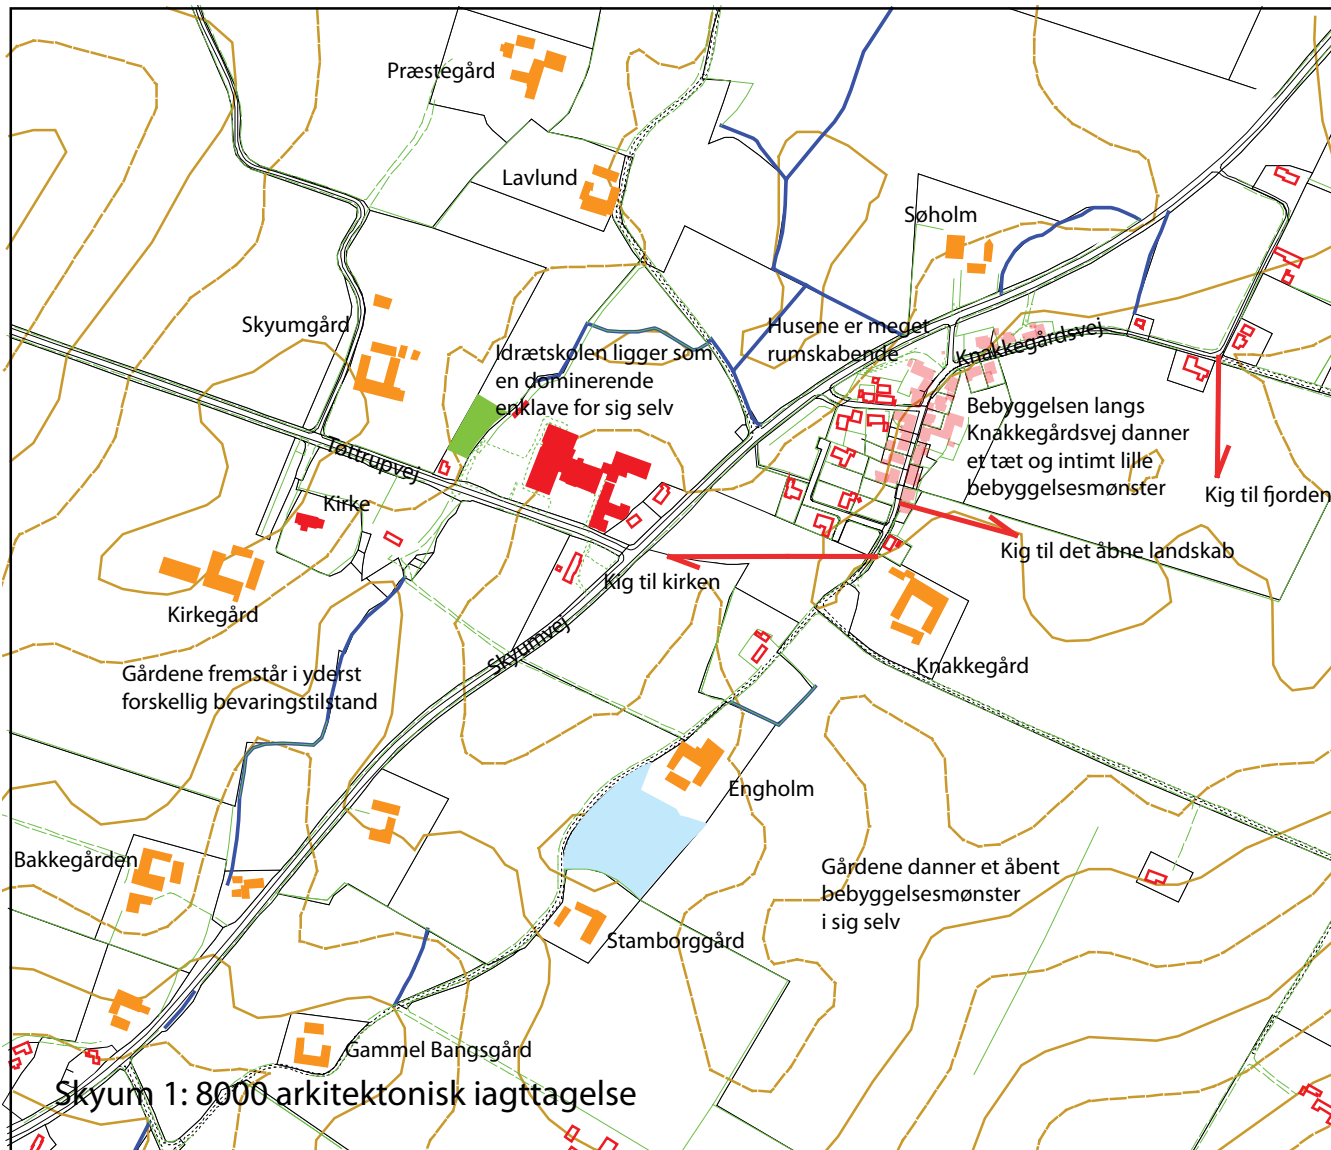 Præstegård
Lavlund
Søholm
Skyumgård
Husene er meget
rumskabende
Knakkegårdsvej
Idrætskolen ligger som
en dominerende
enklave for sig selv
Bebyggelsen langs
Knakkegårdsvej danner
et tæt og intimt lille
bebyggelsesmønster
Tøttrupvej
Kirke
Kig til fjorden
Kig til det åbne landskab
Kig til kirken
Kirkegård
Skyumvej
Knakkegård
Gårdene fremstår i yderst
forskellig bevaringstilstand
Engholm
Bakkegården
Gårdene danner et åbent
bebyggelsesmønster
i sig selv
Stamborggård
Gammel Bangsgård
Skyum 1: 8000 arkitektonisk iagttagelse